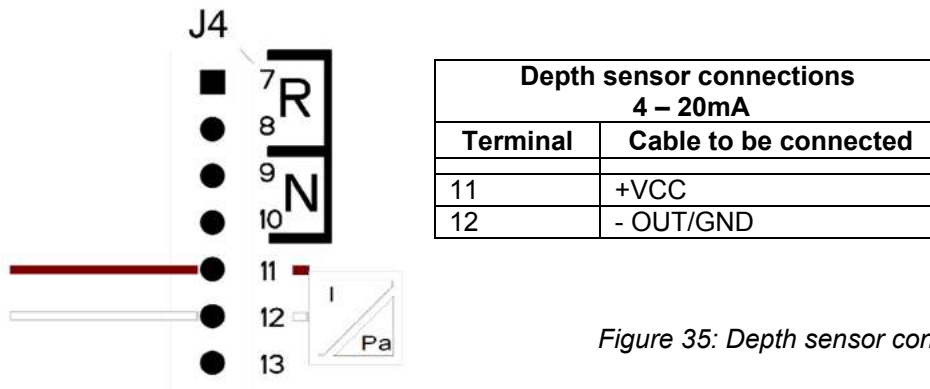 J4
7
R
8
9
N
10
11
12
13
I
Pa
Depth sensor connections
4 – 20mA
Terminal Cable to be connected
11 +VCC
12 - OUT/GND
Figure 35: Depth sensor